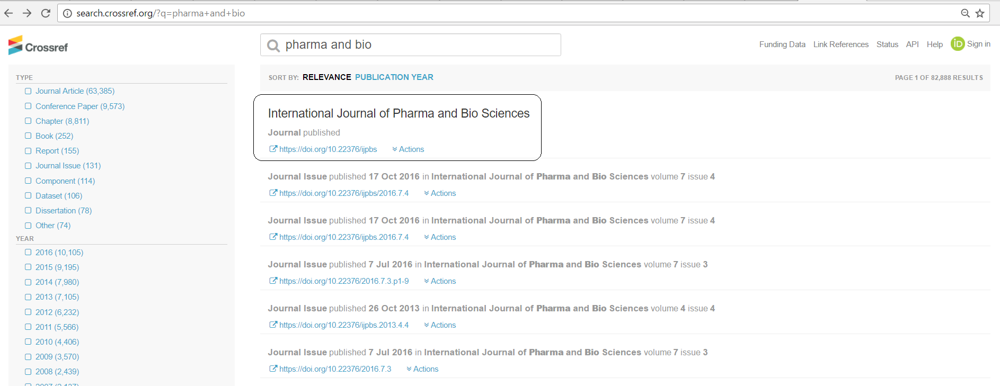 search.crossref.org/?q=pharma+and+bio
Crossref
pharma and bio
Funding Data Link References Status API Help iD Sign in
TYPE
Journal Article (63,385)
Conference Paper (9,573)
Chapter (8,811)
Book (252)
Report (155)
Journal Issue (131)
Component (114)
Dataset (106)
Dissertation (78)
Other (74)
YEAR
2016 (10,105)
2015 (9,195)
2014 (7,980)
2013 (7,105)
2012 (6,232)
2011 (5,566)
2010 (4,406)
2009 (3,570)
2008 (2,439)
SORT BY: RELEVANCE PUBLICATION YEAR
PAGE 1 OF 82,888 RESULTS
International Journal of Pharma and Bio Sciences
Journal published
https://doi.org/10.22376/ijpbs Actions
Journal Issue published 17 Oct 2016 in International Journal of Pharma and Bio Sciences volume 7 issue 4
https://doi.org/10.22376/ijpbs/2016.7.4 Actions
Journal Issue published 17 Oct 2016 in International Journal of Pharma and Bio Sciences volume 7 issue 4
https://doi.org/10.22376/ijpbs.2016.7.4 Actions
Journal Issue published 7 Jul 2016 in International Journal of Pharma and Bio Sciences volume 7 issue 3
https://doi.org/10.22376/2016.7.3.p1-9 Actions
Journal Issue published 26 Oct 2013 in International Journal of Pharma and Bio Sciences volume 4 issue 4
https://doi.org/10.22376/ijpbs.2013.4.4 Actions
Journal Issue published 7 Jul 2016 in International Journal of Pharma and Bio Sciences volume 7 issue 3
https://doi.org/10.22376/2016.7.3 Actions